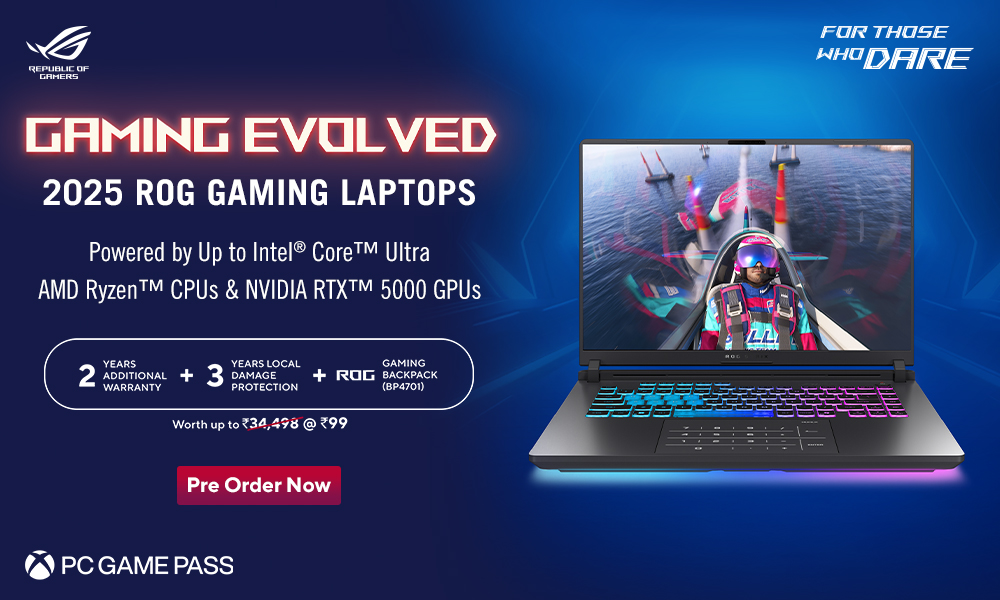 REPUBLIC OF
GAMERS
FOR THOSE
WHO DARE
GAMING EVOLVED
2025 ROG GAMING LAPTOPS
Powered by Up to Intel® Core™ Ultra
AMD Ryzen™ CPUs & NVIDIA RTX™ 5000 GPUs
2 YEARS ADDITIONAL WARRANTY + 3 YEARS LOCAL DAMAGE PROTECTION + ROG GAMING BACKPACK (BP4701)
Worth up to ₹34,498 @ ₹99
Pre Order Now
PC GAME PASS